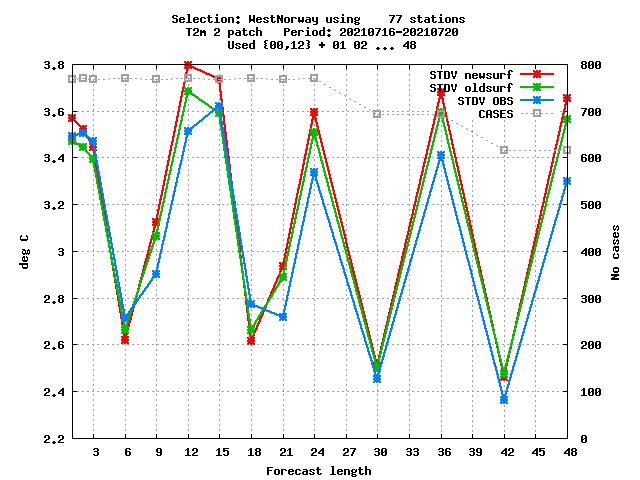 Selection: WestNorway using    77 stations
T2m 2 patch   Period: 20210716-20210720
Used {00,12} + 01 02 ... 48
STDV newsurf
STDV oldsurf
STDV OBS
CASES
3,8
3,6
3,4
3,2
3
2,8
2,6
2,4
2,2
deg C
800
700
600
500
400
300
200
100
0
No cases
3 6 9 12 15 18 21 24 27 30 33 36 39 42 45 48
Forecast length